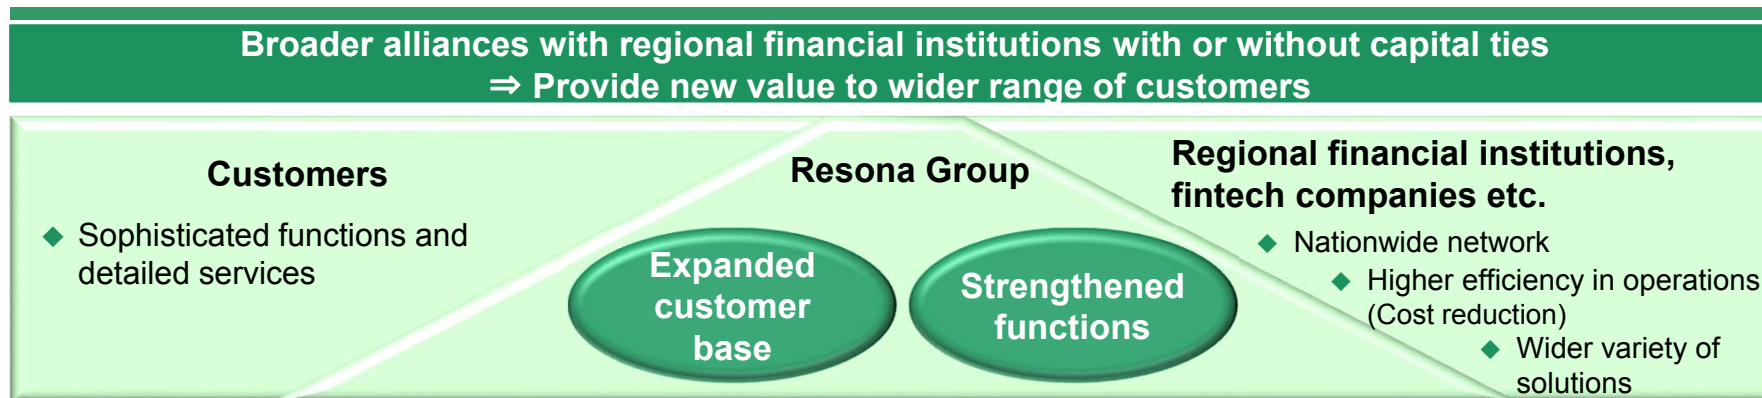 Broader alliances with regional financial institutions with or without capital ties
⇒ Provide new value to wider range of customers
Customers
◆ Sophisticated functions and
detailed services
Resona Group
Expanded
customer
base
Strengthened
functions
Regional financial institutions,
fintech companies etc.
◆ Nationwide network
◆ Higher efficiency in operations
(Cost reduction)
◆ Wider variety of
solutions